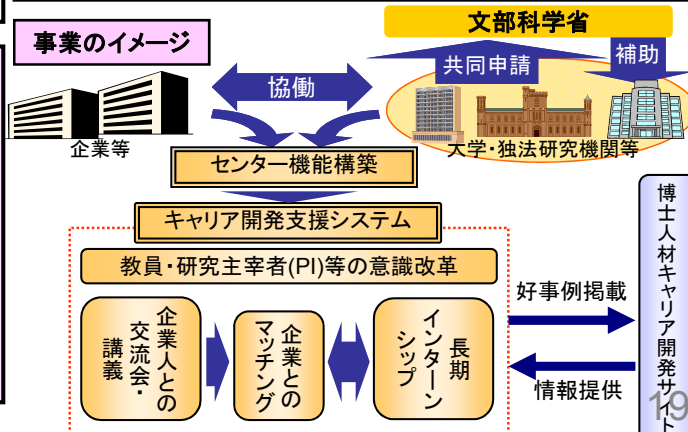 文部科学省
事業のイメージ
共同申請
補助
協働
企業等
大学・独法研究機関等
センター機能構築
キャリア開発支援システム
教員・研究主宰者(PI)等の意識改革
企業人との
交流会・
講義
企業との
マッチング
長期
インターン
シップ
好事例掲載
情報提供
博士人材キャリア開発サイト
19